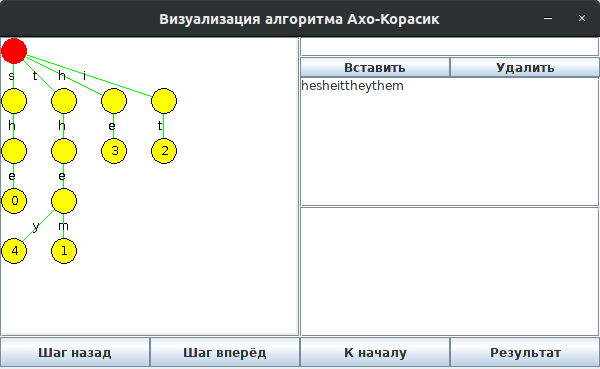 Визуализация алгоритма Ахо-Корасик
s t h i
h h e t
3 2
e e
0
y m
4 1
Вставить Удалить
hesheittheythem
Шаг назад Шаг вперёд К началу Результат